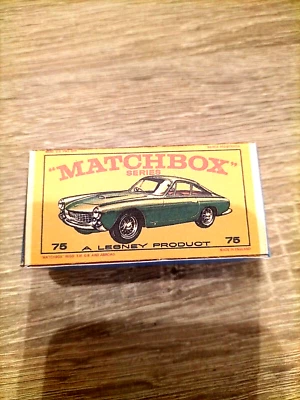 "MATCHBOX"
SERIES
75 75
A LESNEY PRODUCT